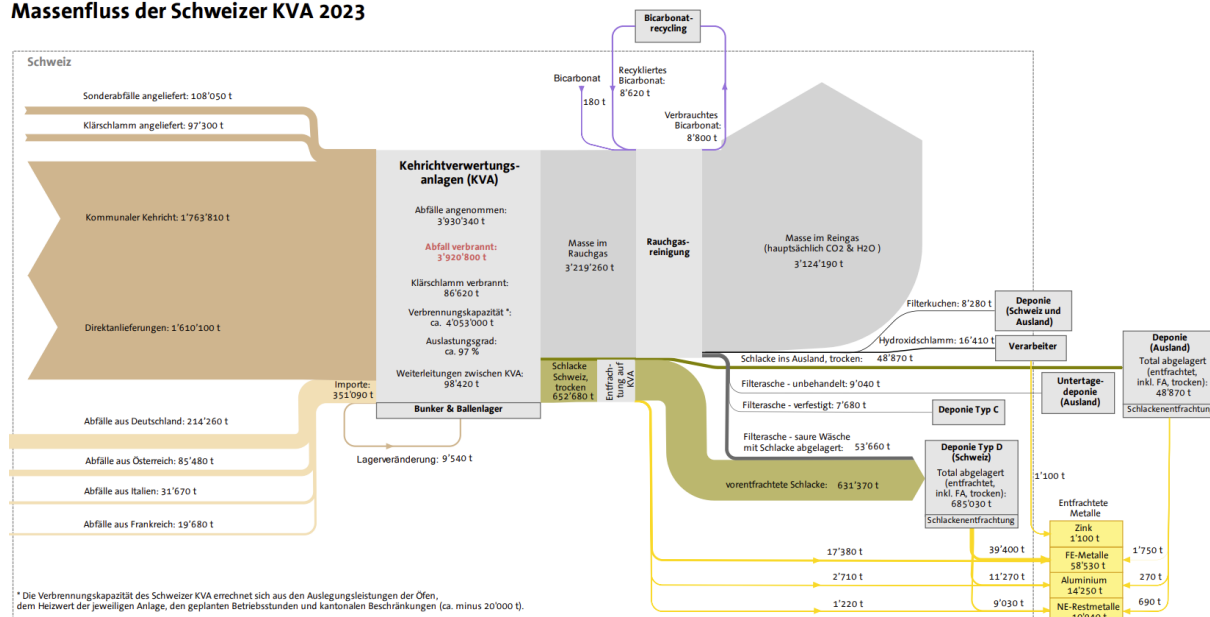 Massenfluss der Schweizer KVA 2023
Bicarbonat-
recycling
Schweiz
Sonderabfälle angeliefert: 108'050 t
Klärschlamm angeliefert: 97'300 t
Kommunaler Kehricht: 1'763'810 t
Direktanlieferungen: 1'610'100 t
Importe:
351'090 t
Abfälle aus Deutschland: 214'260 t
Abfälle aus Österreich: 85'480 t
Abfälle aus Italien: 31'670 t
Abfälle aus Frankreich: 19'680 t
Kehrichtverwertungs-
anlagen (KVA)
Abfälle angenommen:
3'930'340 t
Abfall verbrannt:
3'920'800 t
Klärschlamm verbrannt:
86'620 t
Verbrennungskapazität *:
ca. 4'053'000 t
Auslastungsgrad:
ca. 97 %
Weiterleitungen zwischen KVA:
98'420 t
Bunker & Ballenlager
Lagerveränderung: 9'540 t
Bicarbonat
180 t
Recykliertes
Bicarbonat:
8'620 t
Verbrauchtes
Bicarbonat:
8'800 t
Masse im
Rauchgas
3'219'260 t
Rauchgas-
reinigung
Masse im Reingas
(hauptsächlich CO2 & H2O )
3'124'190 t
Schlacke
Schweiz,
trocken
652'680 t
Entfrach-
tung auf
KVA
Filterkuchen: 8'280 t
Deponie
(Schweiz und
Ausland)
Hydroxidschlamm: 16'410 t
Verarbeiter
Schlacke ins Ausland, trocken: 48'870 t
Deponie
(Ausland)
Total abgelagert
(entfrachtet,
inkl. FA, trocken):
48'870 t
Schlackenentfrachtung
Filterasche - unbehandelt: 9'040 t
Untertage-
deponie
(Ausland)
Filterasche - verfestigt: 7'680 t
Deponie Typ C
Filterasche - saure Wäsche
mit Schlacke abgelagert: 53'660 t
Deponie Typ D
(Schweiz)
Total abgelagert
(entfrachtet,
inkl. FA, trocken):
685'030 t
Schlackenentfrachtung
vorentfrachtete Schlacke: 631'370 t
1'100 t
Entfrachtete
Metalle
Zink
1'100 t
17'380 t
39'400 t
FE-Metalle
58'530 t
1'750 t
2'710 t
11'270 t
Aluminium
14'250 t
270 t
1'220 t
9'030 t
NE-Restmetalle
690 t
* Die Verbrennungskapazität des Schweizer KVA errechnet sich aus den Auslegungsleistungen der Öfen,
dem Heizwert der jeweiligen Anlage, den geplanten Betriebsstunden und kantonalen Beschränkungen (ca. minus 20'000 t).